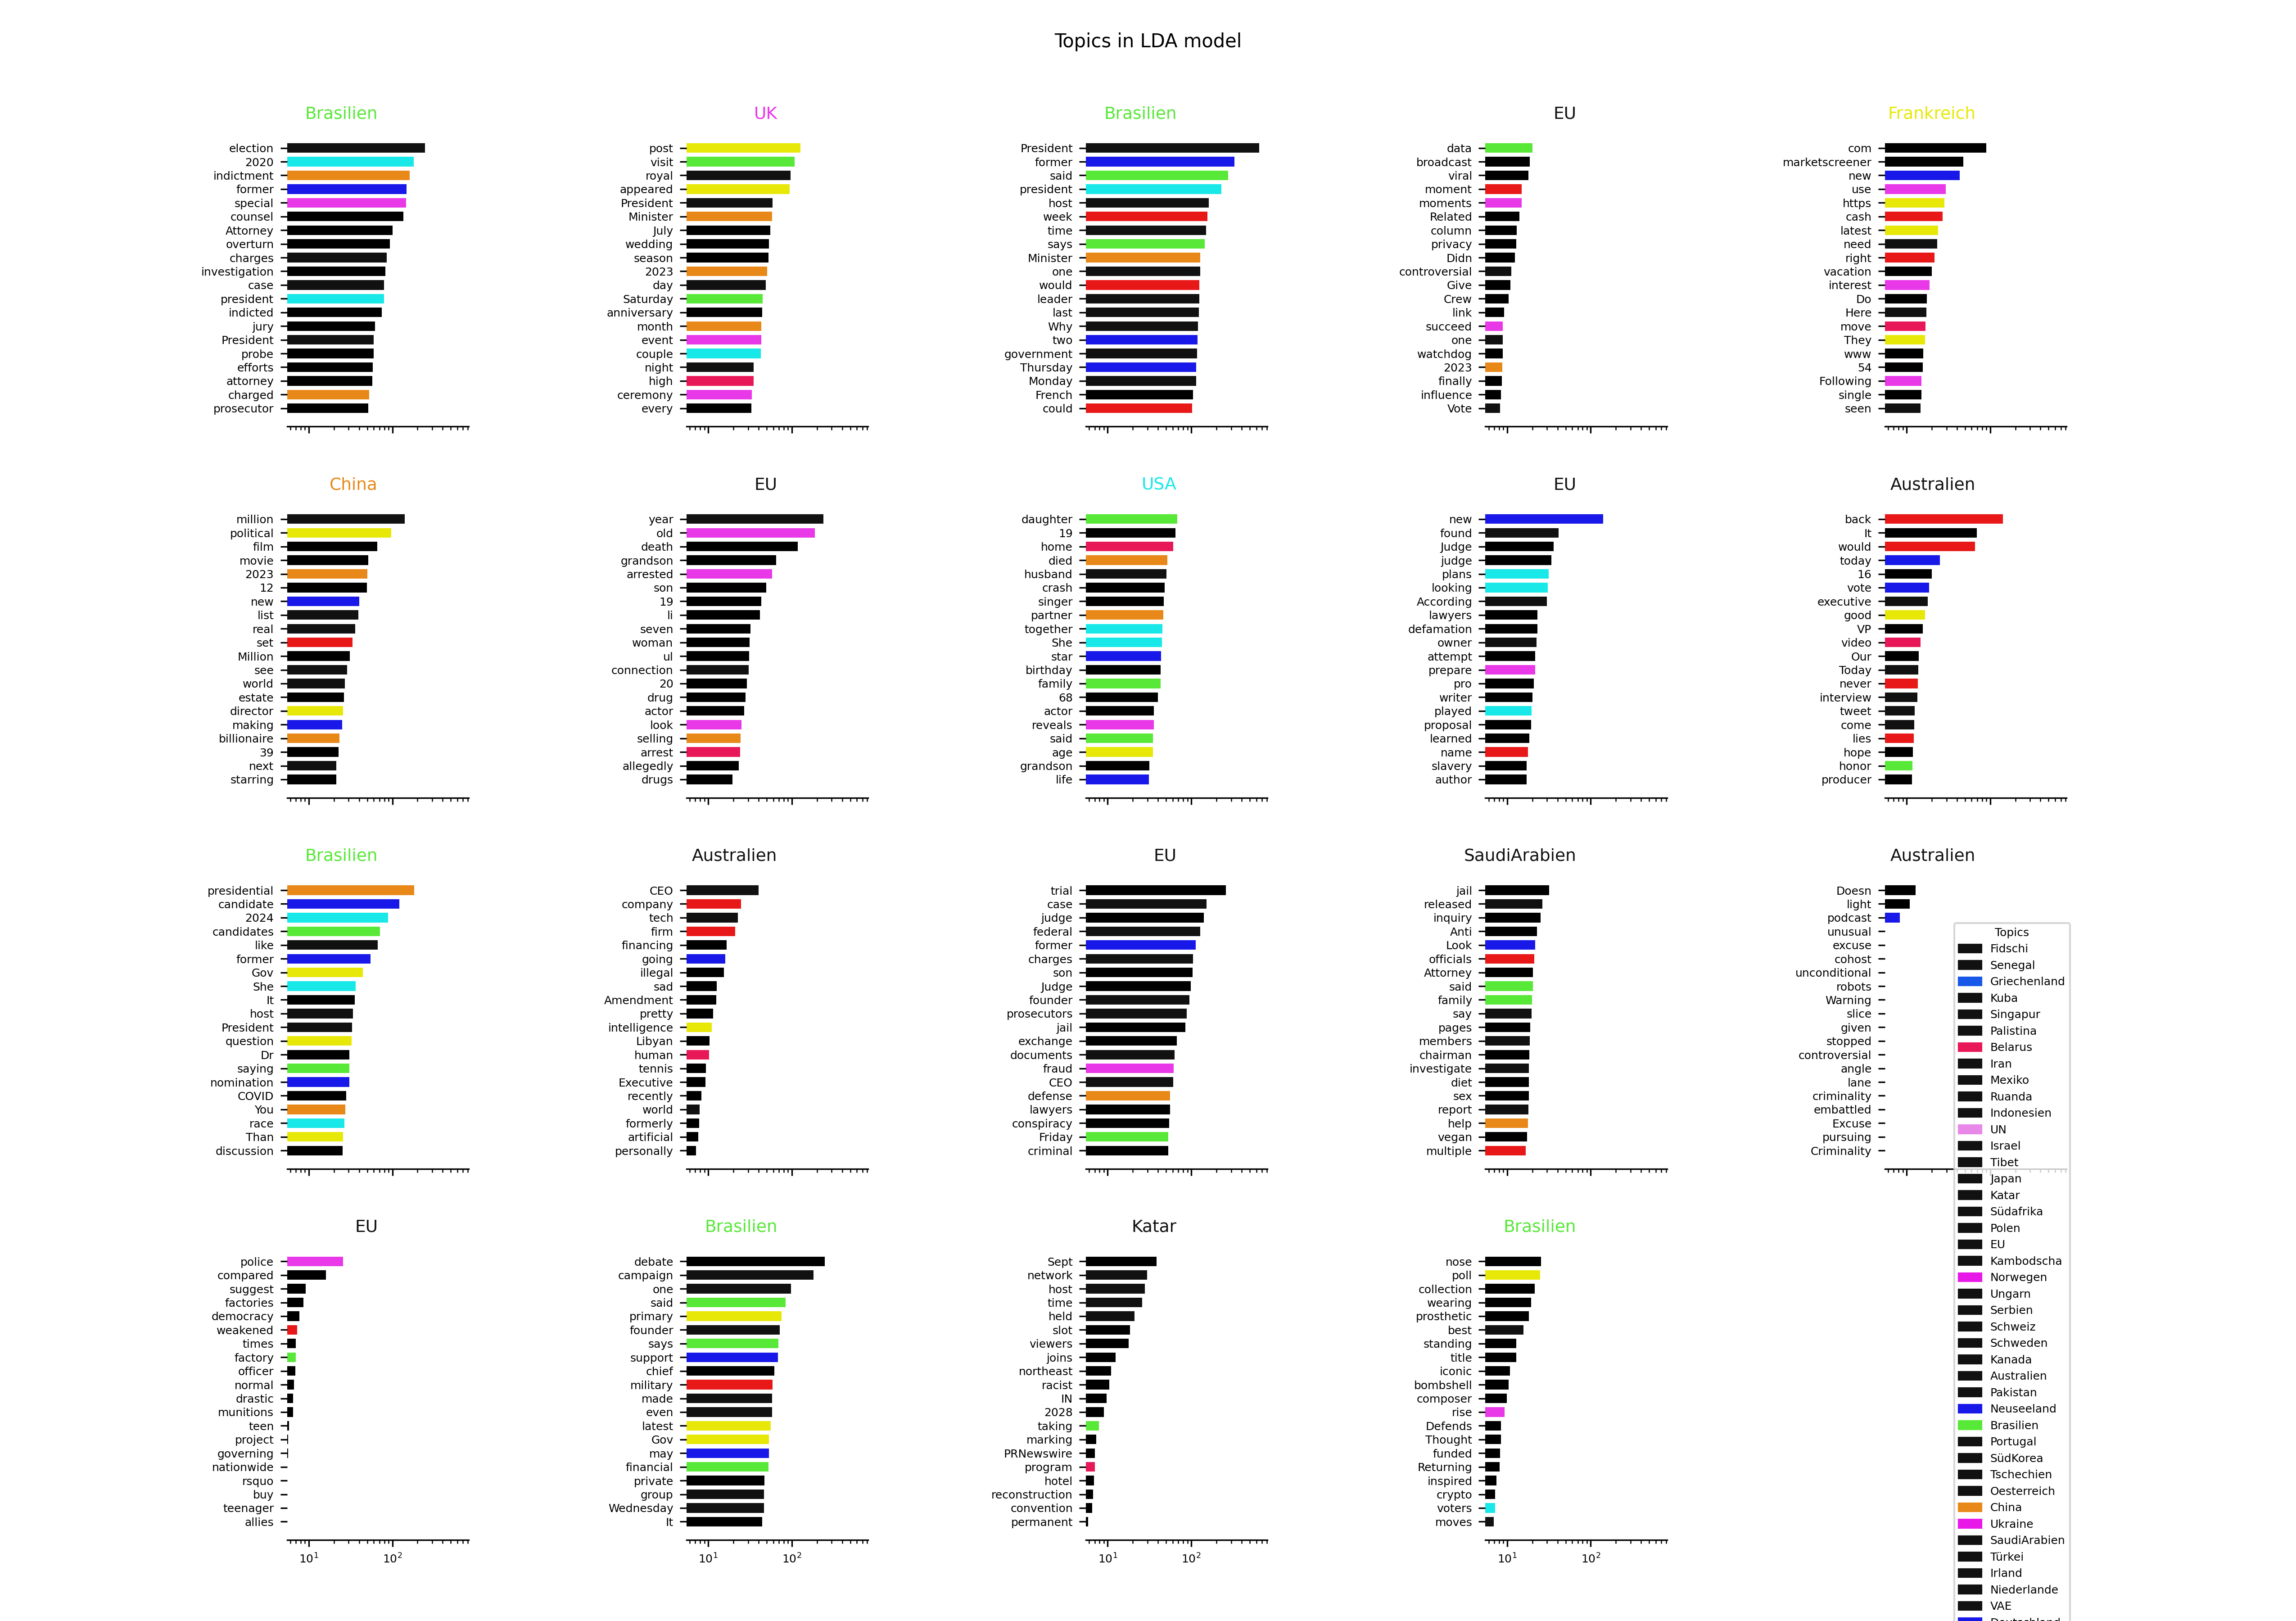 Topics in LDA model
Brasilien
election
2020
indictment
former
special
counsel
Attorney
overturn
charges
investigation
case
president
indicted
jury
President
probe
efforts
attorney
charged
prosecutor
UK
post
visit
royal
appeared
President
Minister
July
wedding
season
2023
day
Saturday
anniversary
month
event
couple
night
high
ceremony
every
Brasilien
President
former
said
president
host
week
time
says
Minister
one
would
leader
last
Why
two
government
Thursday
Monday
French
could
EU
data
broadcast
viral
moment
moments
Related
column
privacy
Didn
controversial
Give
Crew
link
succeed
one
watchdog
2023
finally
influence
Vote
Frankreich
com
marketscreener
new
use
https
cash
latest
need
right
vacation
interest
Do
Here
move
They
www
54
Following
single
seen
China
million
political
film
movie
2023
12
new
list
real
set
Million
see
world
estate
director
making
billionaire
39
next
starring
EU
year
old
death
grandson
arrested
son
19
li
seven
woman
ul
connection
20
drug
actor
look
selling
arrest
allegedly
drugs
USA
daughter
19
home
died
husband
crash
singer
partner
together
She
star
birthday
family
68
actor
reveals
said
age
grandson
life
EU
new
found
Judge
judge
plans
looking
According
lawyers
defamation
owner
attempt
prepare
pro
writer
played
proposal
learned
name
slavery
author
Australien
back
It
would
today
16
vote
executive
good
VP
video
Our
Today
never
interview
tweet
come
lies
hope
honor
producer
Brasilien
presidential
candidate
2024
candidates
like
former
Gov
She
It
host
President
question
Dr
saying
nomination
COVID
You
race
Than
discussion
Australien
CEO
company
tech
firm
financing
going
illegal
sad
Amendment
pretty
intelligence
Libyan
human
tennis
Executive
recently
world
formerly
artificial
personally
EU
trial
case
judge
federal
former
charges
son
Judge
founder
prosecutors
jail
exchange
documents
fraud
CEO
defense
lawyers
conspiracy
Friday
criminal
SaudiArabien
jail
released
inquiry
Anti
Look
officials
Attorney
said
family
say
pages
members
chairman
investigate
diet
sex
report
help
vegan
multiple
Australien
Doesn
light
podcast
unusual
excuse
cohost
unconditional
robots
Warning
slice
given
stopped
controversial
angle
lane
criminality
embattled
Excuse
pursuing
Criminality
EU
police
compared
suggest
factories
democracy
weakened
times
factory
officer
normal
drastic
munitions
teen
project
governing
nationwide
rsquo
buy
teenager
allies
10¹ 10²
Brasilien
debate
campaign
one
said
primary
founder
says
support
chief
military
made
even
latest
Gov
may
financial
private
group
Wednesday
It
10¹ 10²
Katar
Sept
network
host
time
held
slot
viewers
joins
northeast
racist
IN
2028
taking
marking
PRNewswire
program
hotel
reconstruction
convention
permanent
10¹ 10²
Brasilien
nose
poll
collection
wearing
prosthetic
best
standing
title
iconic
bombshell
composer
rise
Defends
Thought
funded
Returning
inspired
crypto
voters
moves
10¹ 10²
Topics
Fidschi
Senegal
Griechenland
Kuba
Singapur
Palistina
Belarus
Iran
Mexiko
Ruanda
Indonesien
UN
Israel
Tibet
Japan
Katar
Südafrika
Polen
EU
Kambodscha
Norwegen
Ungarn
Serbien
Schweiz
Schweden
Kanada
Australien
Pakistan
Neuseeland
Brasilien
Portugal
SüdKorea
Tschechien
Oesterreich
China
Ukraine
SaudiArabien
Türkei
Irland
Niederlande
VAE